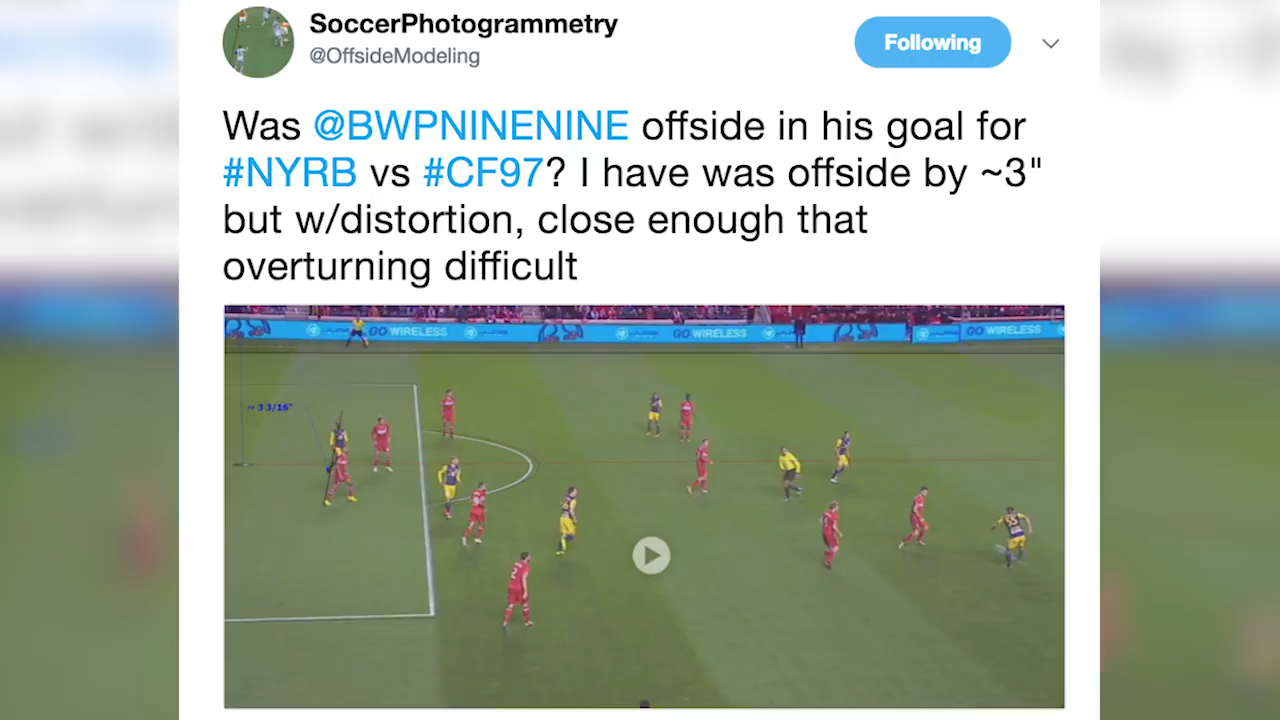 SoccerPhotogrammetry
@OffsideModeling
Following
Was @BWPNINENINE offside in his goal for
#NYRB vs #CF97? I have was offside by ~3"
but w/distortion, close enough that
overturning difficult
GO WIRELESS GO WIRELESS GO WIRELESS
~ 3 3/16"
2